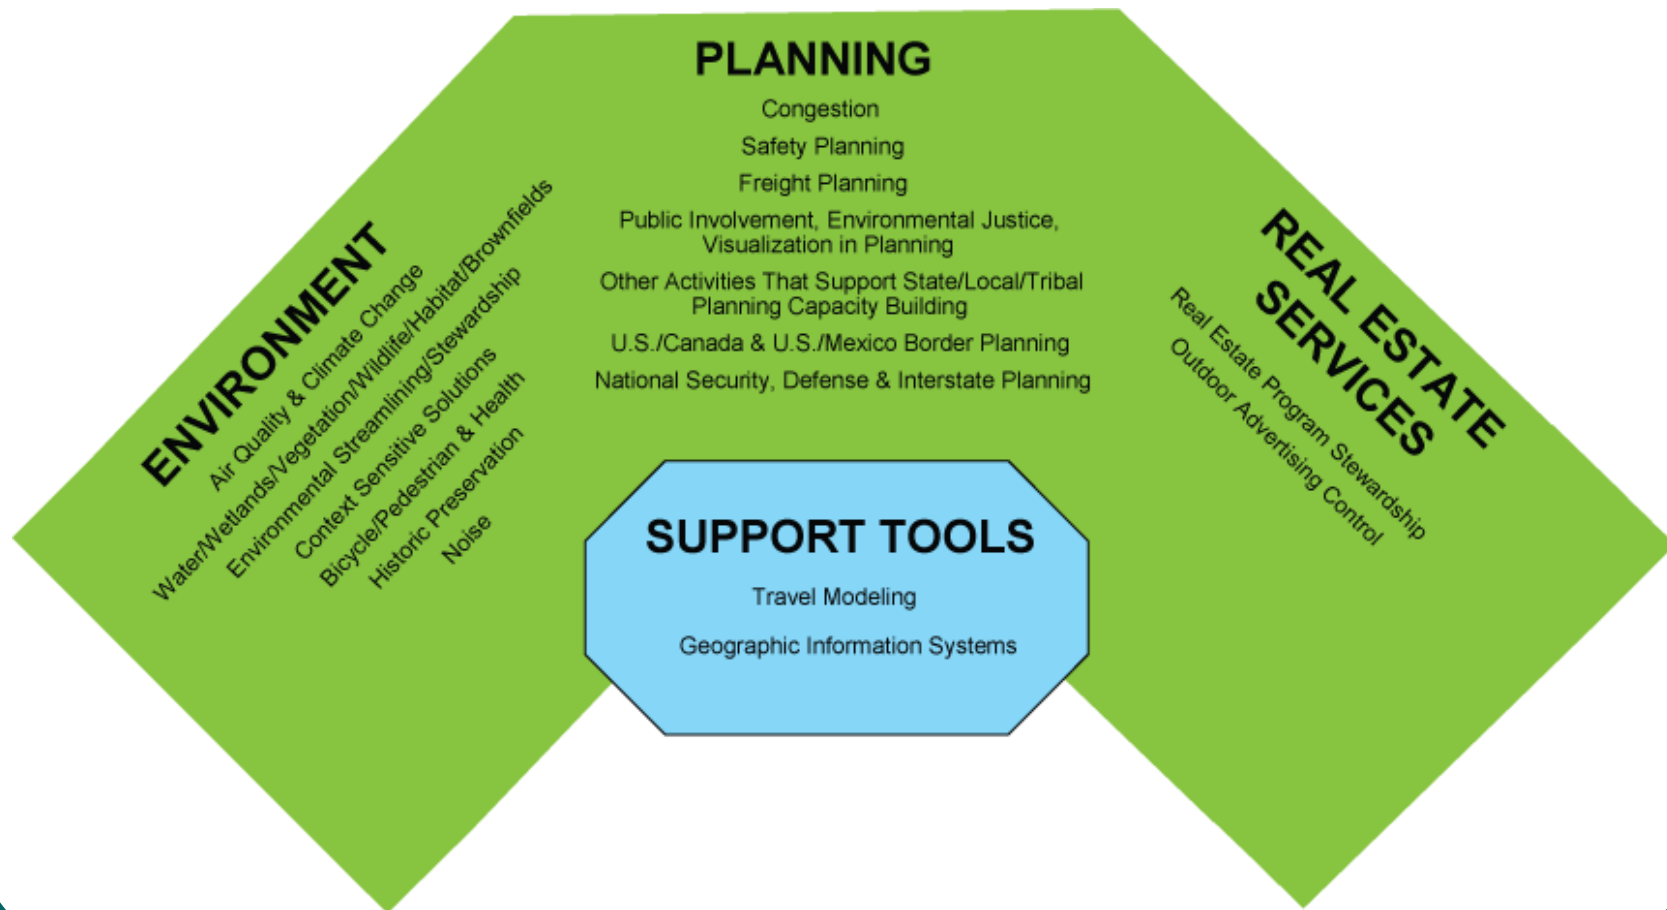 PLANNING
Congestion
Safety Planning
Freight Planning
Public Involvement, Environmental Justice,
Visualization in Planning
Other Activities That Support State/Local/Tribal
Planning Capacity Building
U.S./Canada & U.S./Mexico Border Planning
National Security, Defense & Interstate Planning
ENVIRONMENT
Air Quality & Climate Change
Water/Wetlands/Vegetation/Wildlife/Habitat/Brownfields
Environmental Streamlining/Stewardship
Context Sensitive Solutions
Bicycle/Pedestrian & Health
Historic Preservation
Noise
REAL ESTATE
SERVICES
Real Estate Program Stewardship
Outdoor Advertising Control
SUPPORT TOOLS
Travel Modeling
Geographic Information Systems